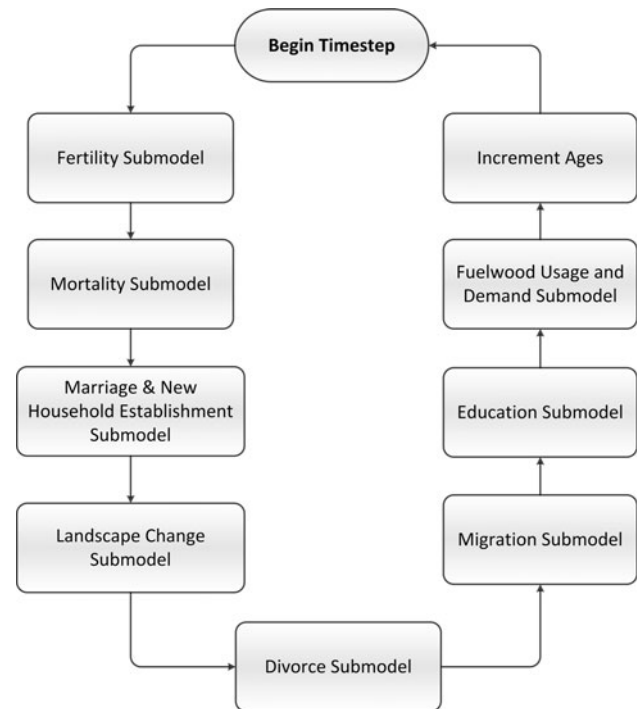 Begin Timestep
Fertility Submodel
Mortality Submodel
Marriage & New
Household Establishment
Submodel
Landscape Change
Submodel
Divorce Submodel
Migration Submodel
Education Submodel
Fuelwood Usage and
Demand Submodel
Increment Ages